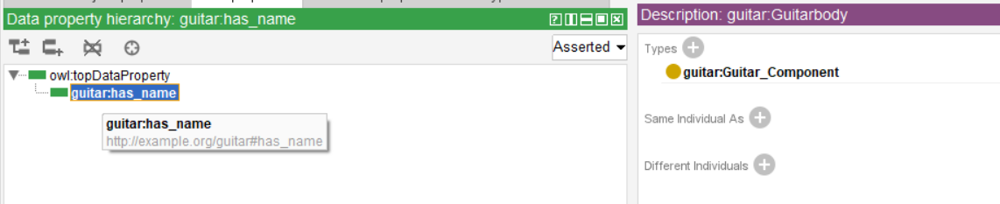 Data property hierarchy: guitar:has_name
Asserted
owl:topDataProperty
guitar:has_name
guitar:has_name
http://example.org/guitar#has_name
Description: guitar:Guitarbody
Types
guitar:Guitar_Component
Same Individual As
Different Individuals